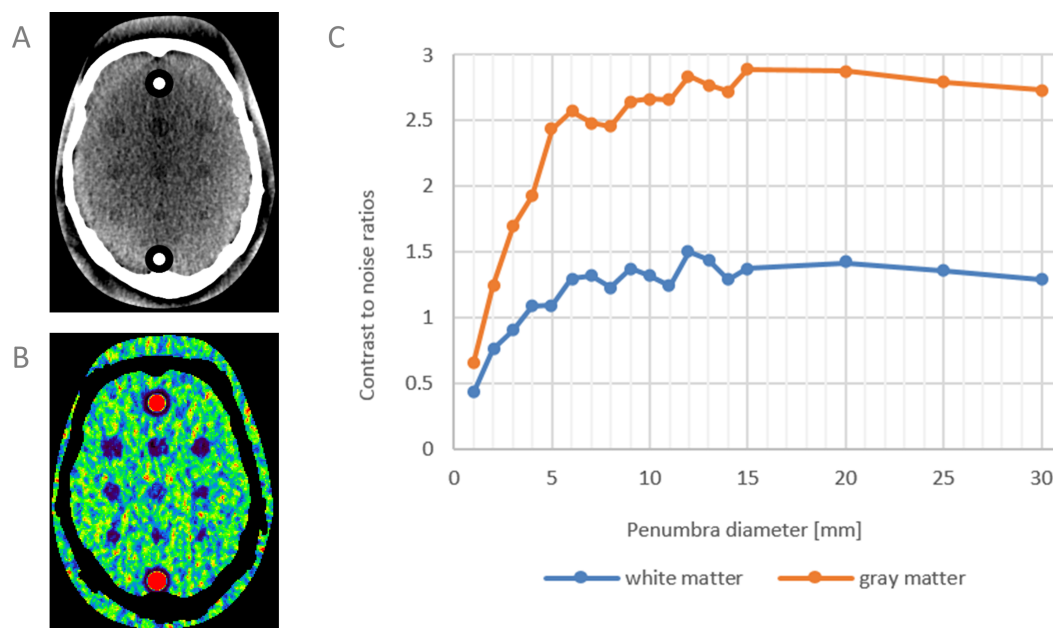 A
B
C
3
2.5
2
1.5
1
0.5
0
0 5 10 15 20 25 30
Contrast to noise ratios
Penumbra diameter [mm]
white matter gray matter